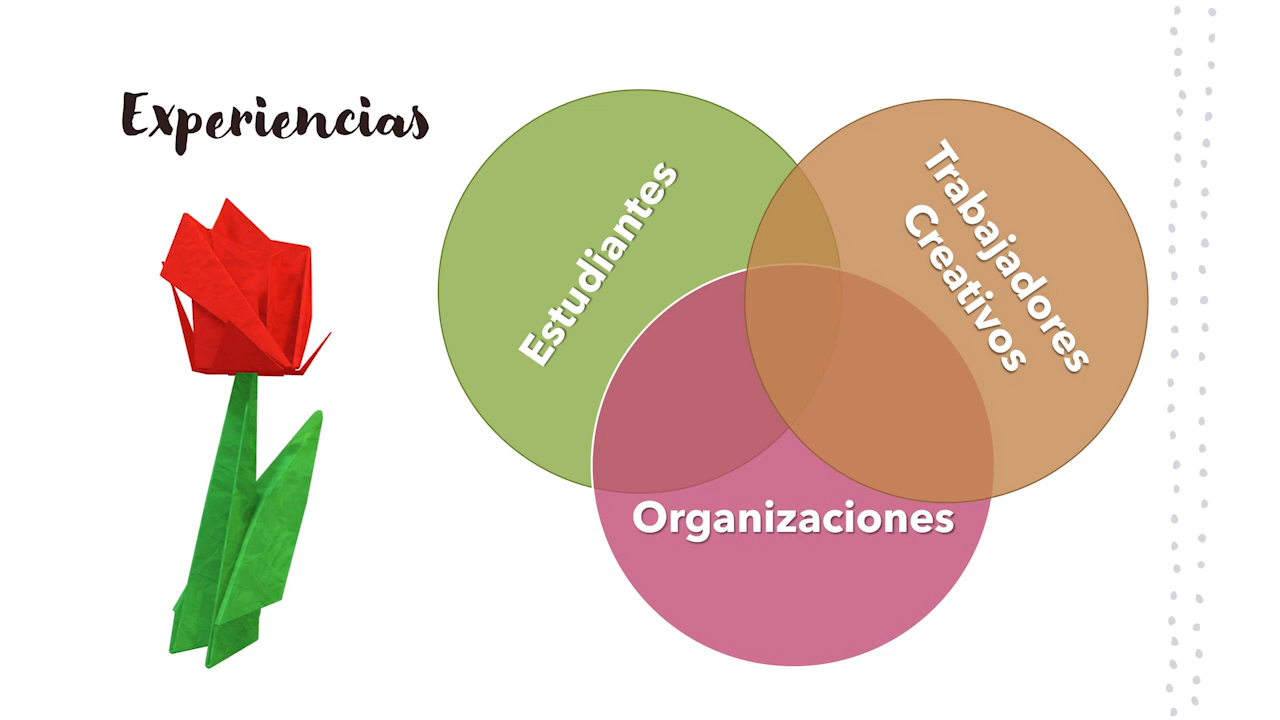 Experiencias
Estudiantes
Trabajadores
Creativos
Organizaciones